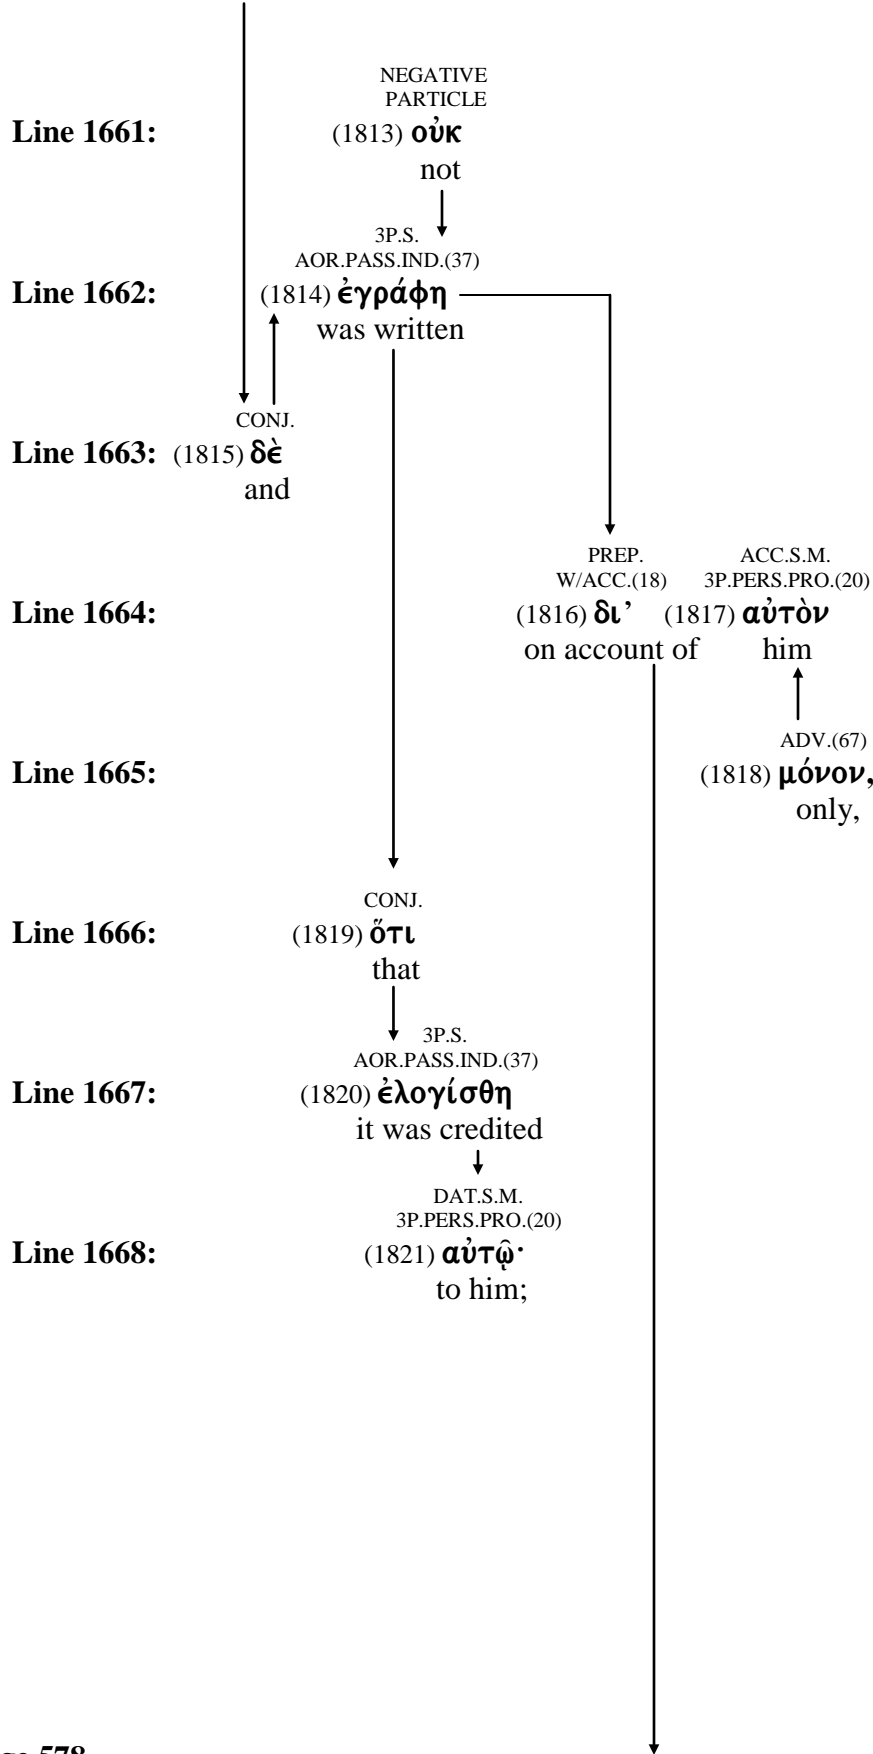 NEGATIVE
PARTICLE
Line 1661: (1813) οὐκ
not
3P.S.
AOR.PASS.IND.(37)
Line 1662: (1814) ἐγράφη
was written
CONJ.
Line 1663: (1815) δὲ
and
PREP. ACC.S.M.
W/ACC.(18) 3P.PERS.PRO.(20)
Line 1664: (1816) δι’ (1817) αὐτὸν
on account of him
ADV.(67)
Line 1665: (1818) μόνον,
only,
CONJ.
Line 1666: (1819) ὅτι
that
3P.S.
AOR.PASS.IND.(37)
Line 1667: (1820) ἐλογίσθη
it was credited
DAT.S.M.
3P.PERS.PRO.(20)
Line 1668: (1821) αὐτῷ·
to him;